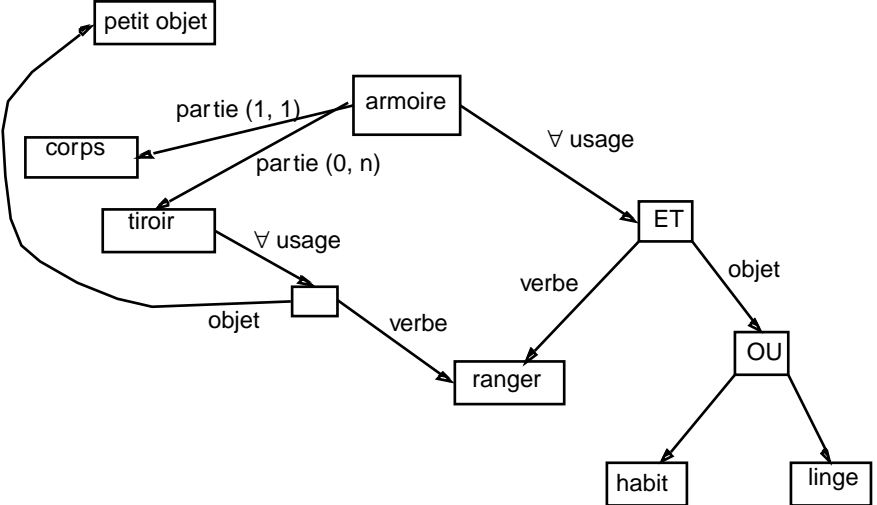 petit objet
armoire
partie (1, 1)
∀ usage
corps
partie (0, n)
tiroir
ET
∀ usage
objet
verbe
objet
verbe
OU
ranger
habit
linge